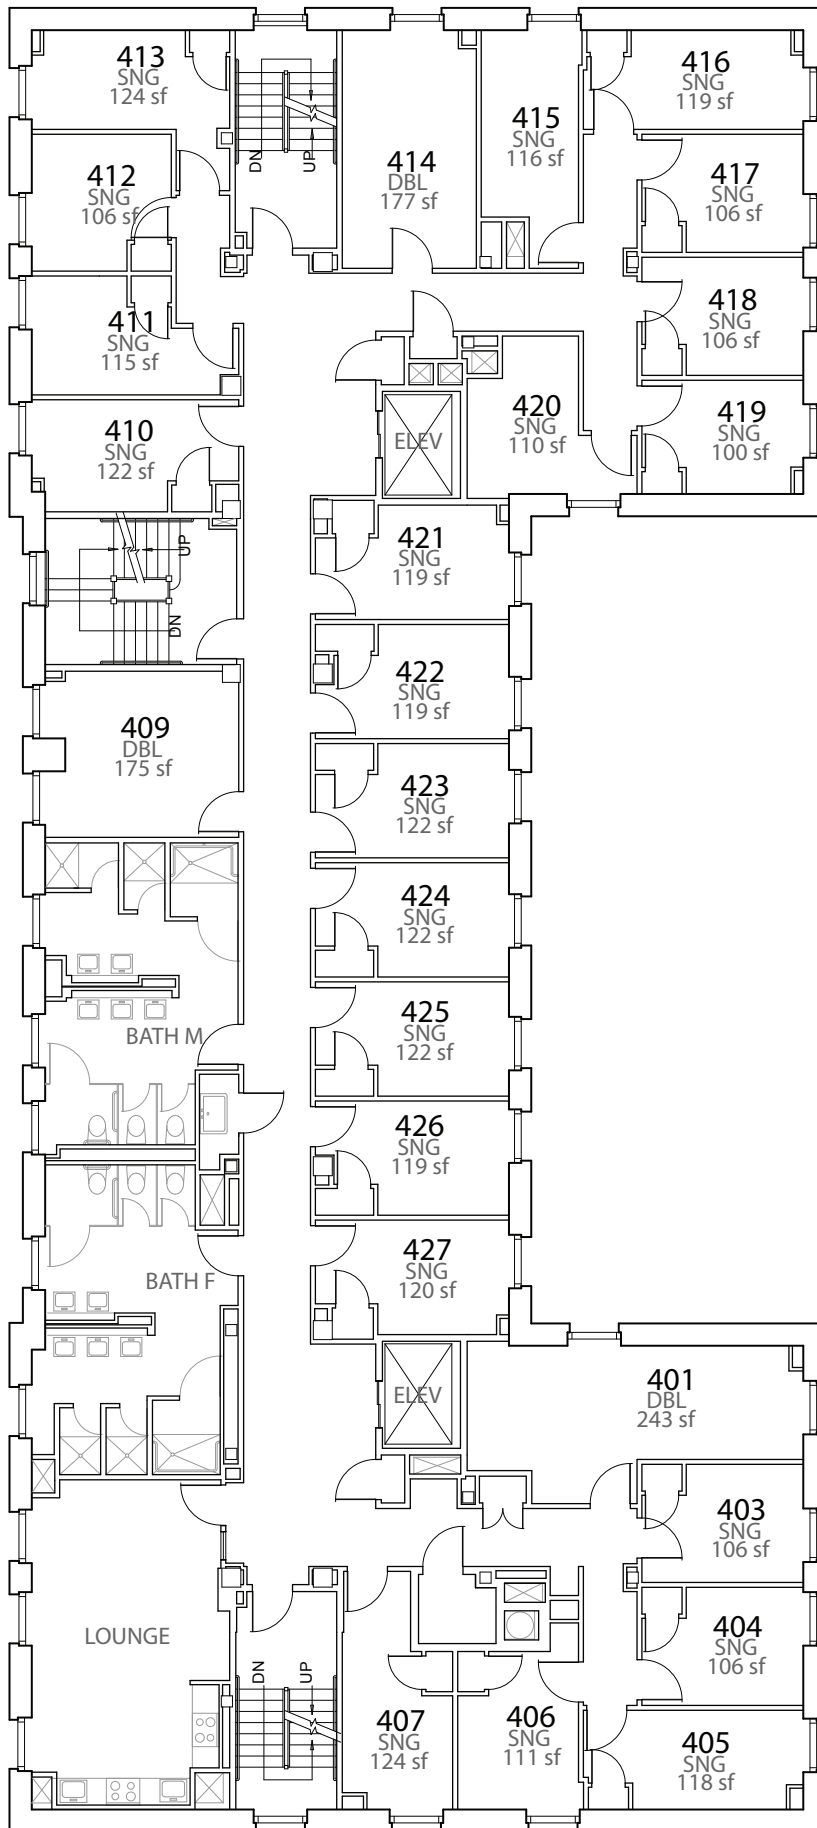 413
SNG
124 sf
416
SNG
119 sf
415
SNG
116 sf
414
DBL
177 sf
DN
UP
412
SNG
106 sf
417
SNG
106 sf
411
SNG
115 sf
418
SNG
106 sf
420
SNG
110 sf
419
SNG
100 sf
410
SNG
122 sf
ELEV
421
SNG
119 sf
UP
DN
422
SNG
119 sf
409
DBL
175 sf
423
SNG
122 sf
424
SNG
122 sf
425
SNG
122 sf
BATH M
426
SNG
119 sf
427
SNG
120 sf
BATH F
ELEV
401
DBL
243 sf
403
SNG
106 sf
LOUNGE
404
SNG
106 sf
DN
UP
407
SNG
124 sf
406
SNG
111 sf
405
SNG
118 sf